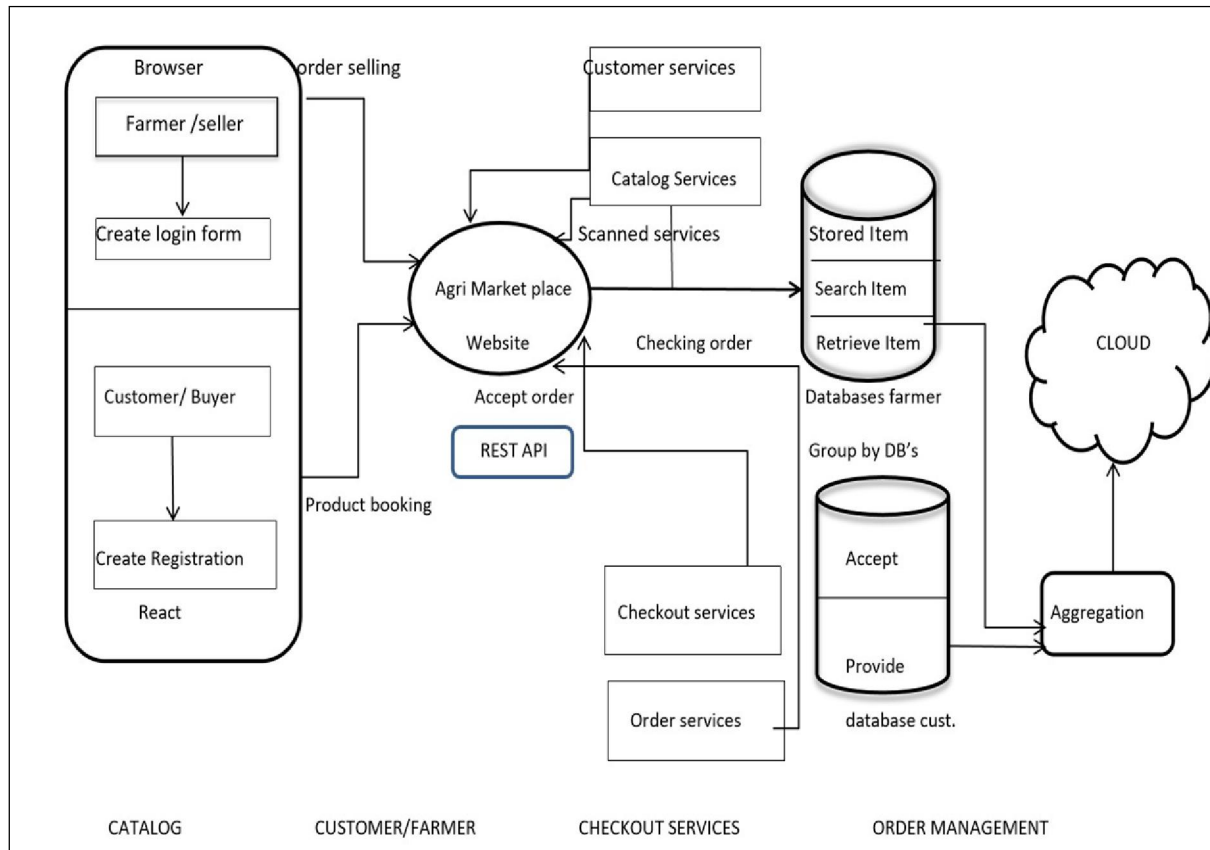 Browser
order selling
Farmer /seller
Create login form
Customer/ Buyer
Create Registration
React
Product booking
Customer services
Catalog Services
Scanned services
Agri Market place
Website
Checking order
Accept order
REST API
Checkout services
Order services
Stored Item
Search Item
Retrieve Item
Databases farmer
Group by DB's
Accept
Provide
database cust.
CLOUD
Aggregation
CATALOG
CUSTOMER/FARMER
CHECKOUT SERVICES
ORDER MANAGEMENT